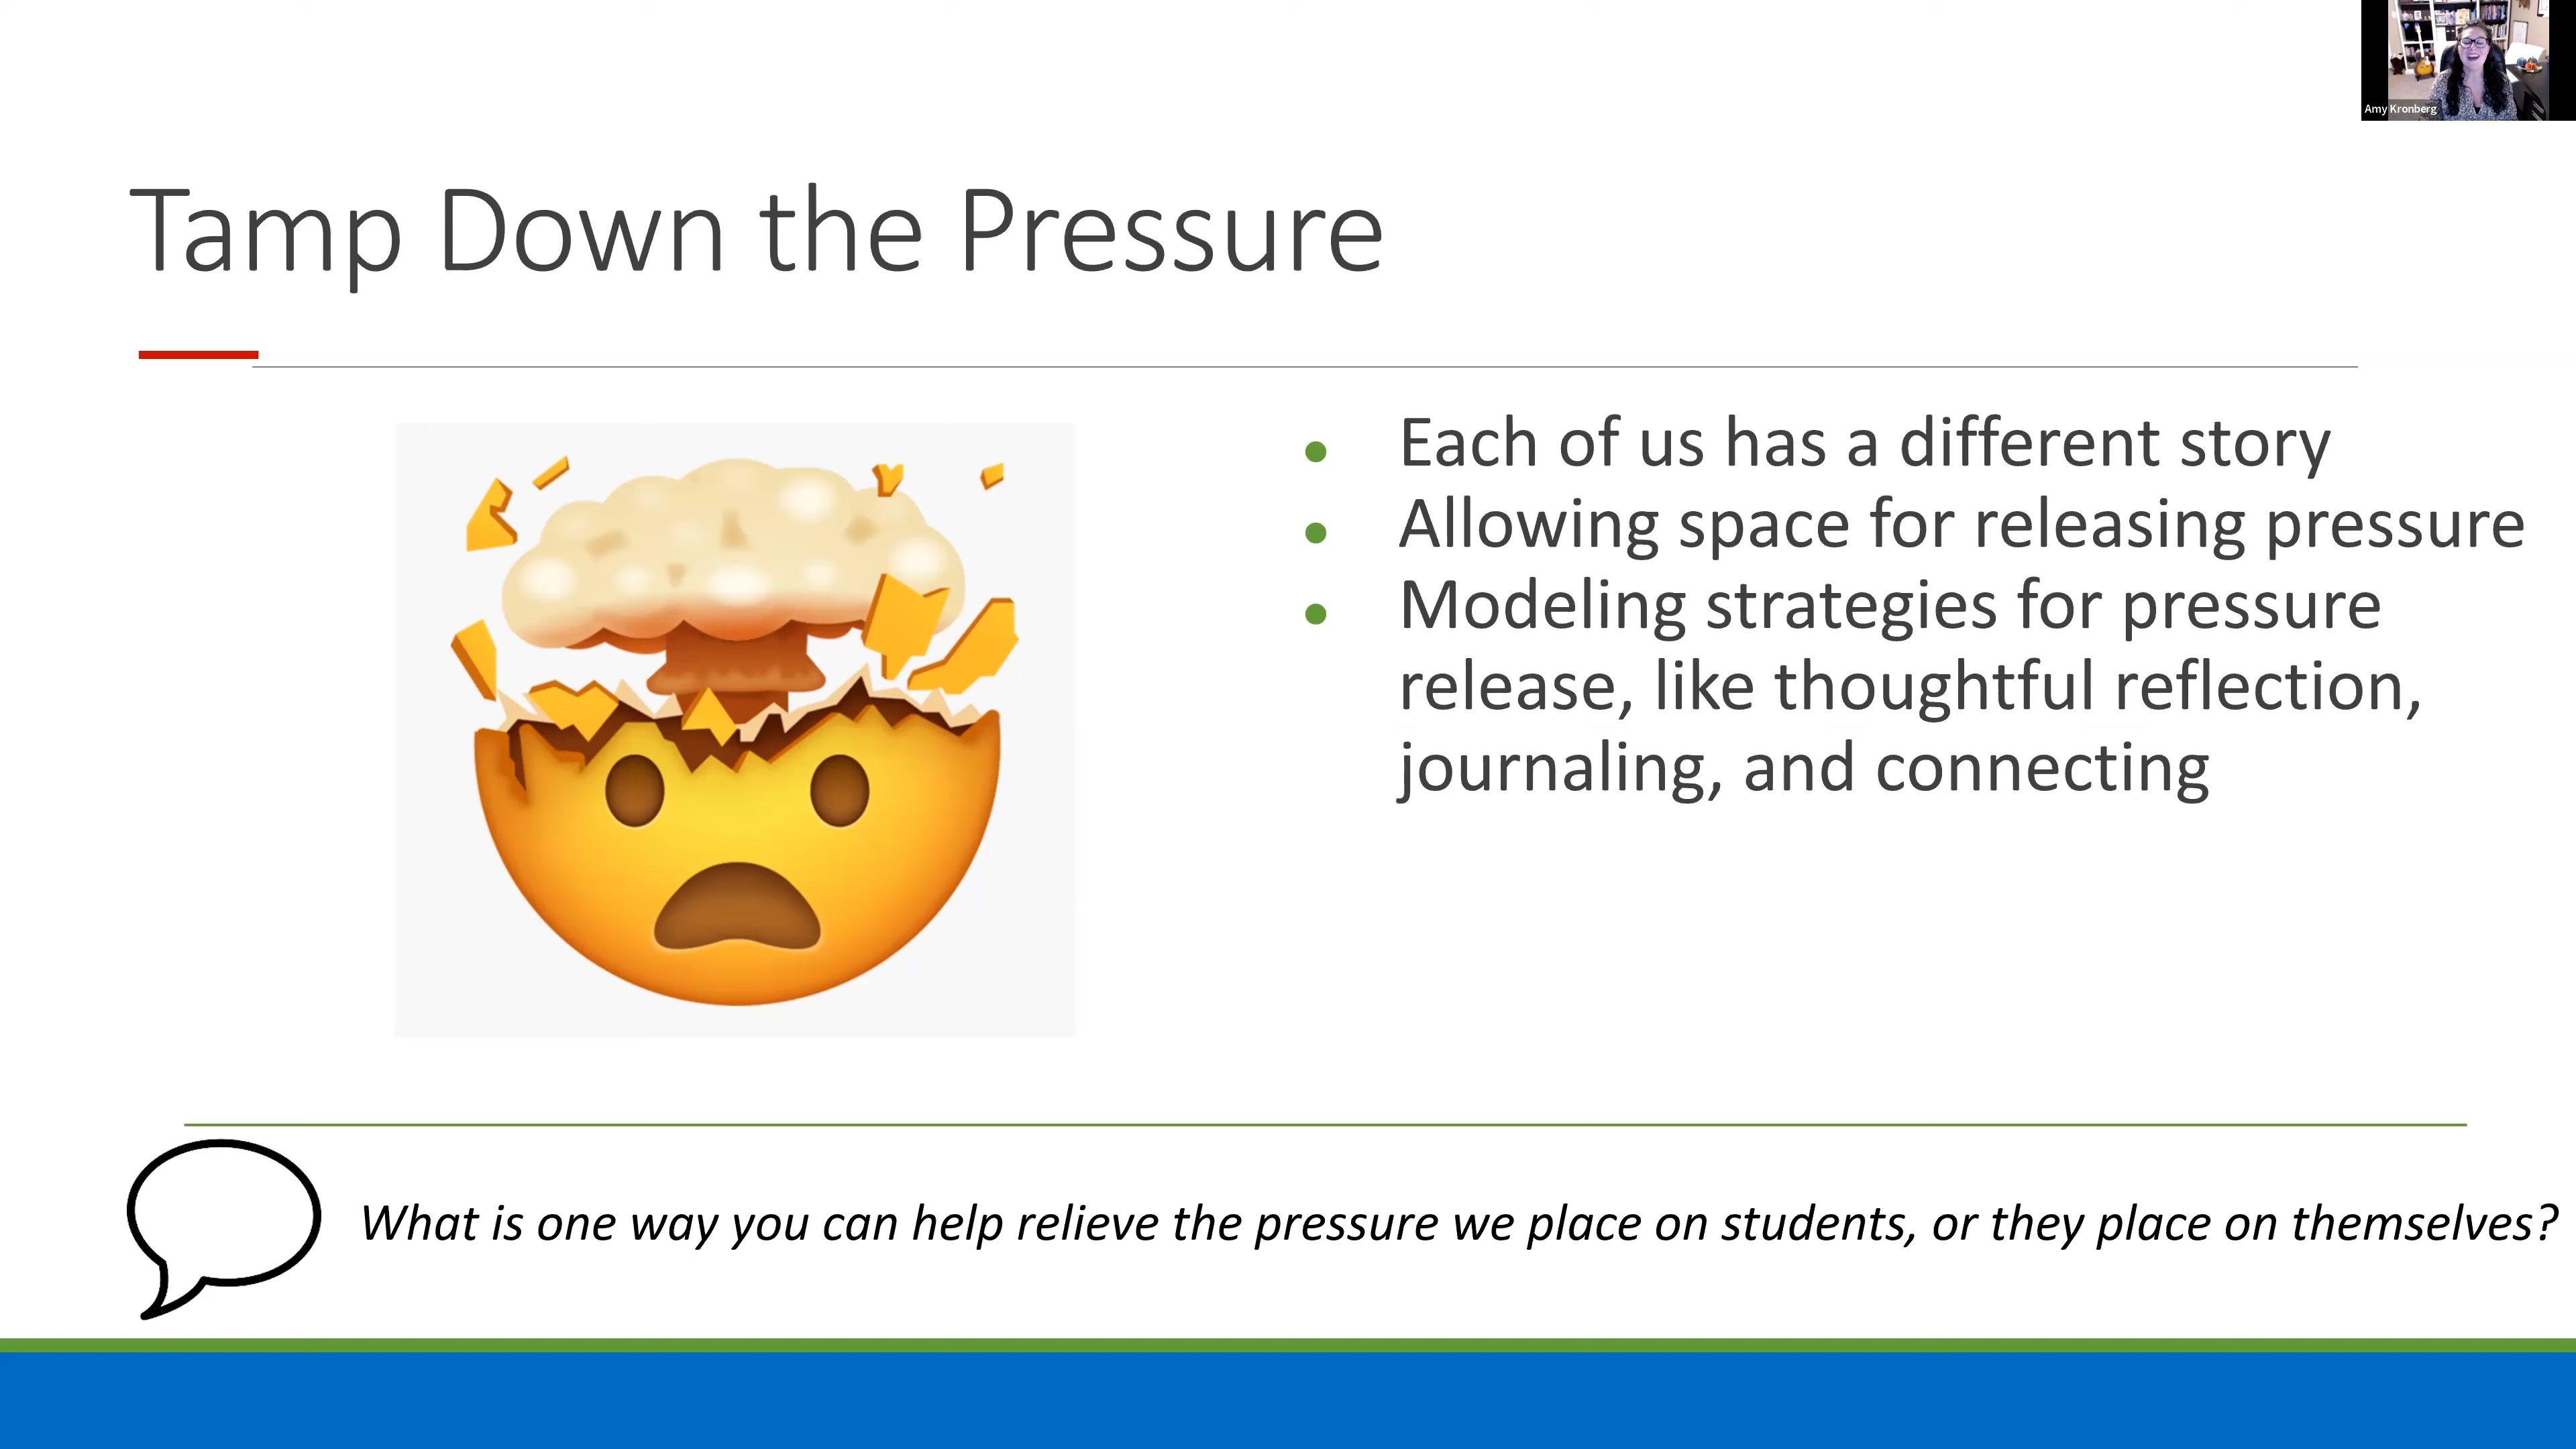 Amy Kronberg
Tamp Down the Pressure
● Each of us has a different story
● Allowing space for releasing pressure
● Modeling strategies for pressure
release, like thoughtful reflection,
journaling, and connecting
What is one way you can help relieve the pressure we place on students, or they place on themselves?